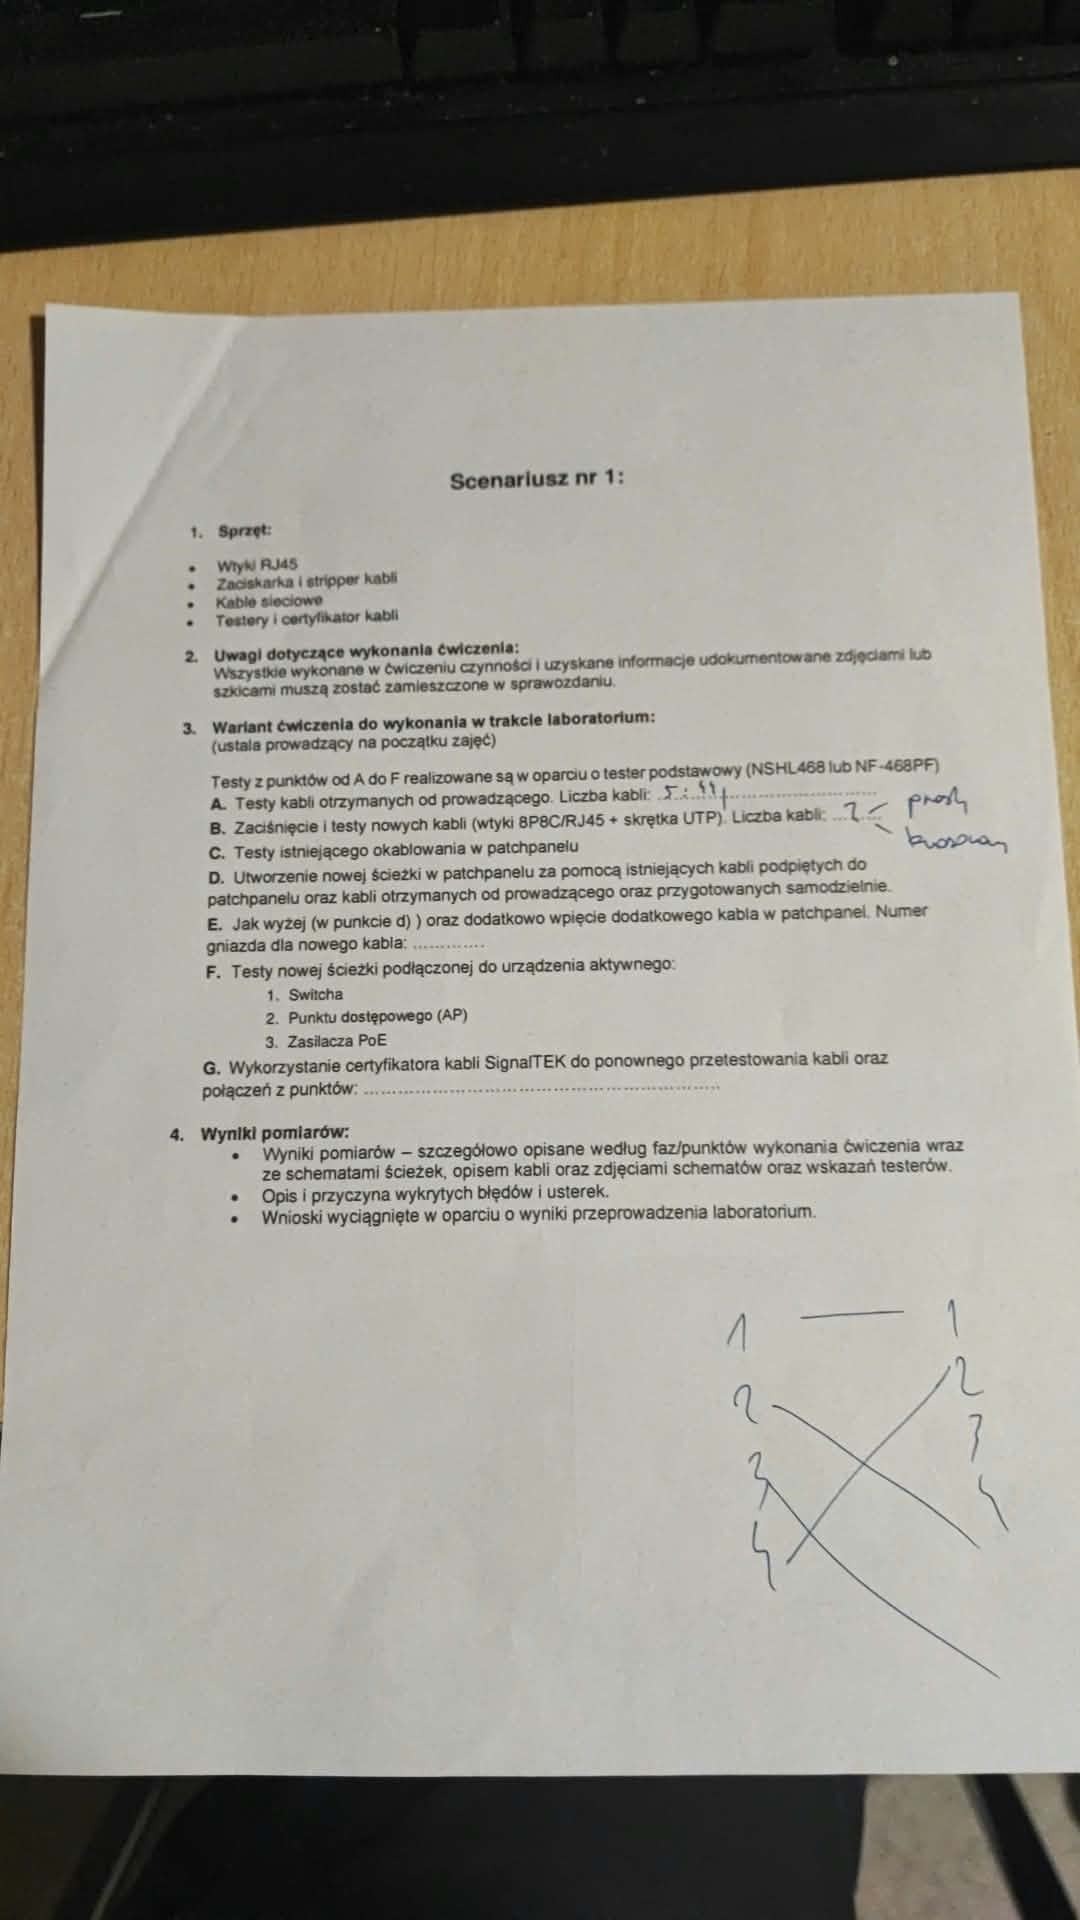 Scenariusz nr 1:
1. Sprzęt:
• Wtyki RJ45
• Zaciskarka i stripper kabli
• Kable sieciowe
• Testery i certyfikator kabli
2. Uwagi dotyczące wykonania ćwiczenia:
Wszystkie wykonane w ćwiczeniu czynności i uzyskane informacje udokumentowane zdjęciami lub
szkicami muszą zostać zamieszczone w sprawozdaniu.
3. Wariant ćwiczenia do wykonania w trakcie laboratorium:
(ustala prowadzący na początku zajęć)
Testy z punktów od A do F realizowane są w oparciu o tester podstawowy (NSHL468 lub NF-468PF)
A. Testy kabli otrzymanych od prowadzącego. Liczba kabli: 5
B. Zaciśnięcie i testy nowych kabli (wtyki 8P8C/RJ45 + skrętka UTP). Liczba kabli: ...2.... prosty
C. Testy istniejącego okablowania w patchpanelu
D. Utworzenie nowej ścieżki w patchpanelu za pomocą istniejących kabli podpiętych do
patchpanelu oraz kabli otrzymanych od prowadzącego oraz przygotowanych samodzielnie.
E. Jak wyżej (w punkcie d) ) oraz dodatkowo wpięcie dodatkowego kabla w patchpanel. Numer
gniazda dla nowego kabla: .............
F. Testy nowej ścieżki podłączonej do urządzenia aktywnego:
1. Switcha
2. Punktu dostępowego (AP)
3. Zasilacza PoE
G. Wykorzystanie certyfikatora kabli SignalTEK do ponownego przetestowania kabli oraz
połączeń z punktów: ................................................................
4. Wyniki pomiarów:
• Wyniki pomiarów – szczegółowo opisane według faz/punktów wykonania ćwiczenia wraz
ze schematami ścieżek, opisem kabli oraz zdjęciami schematów oraz wskazań testerów.
• Opis i przyczyna wykrytych błędów i usterek.
• Wnioski wyciągnięte w oparciu o wyniki przeprowadzenia laboratorium.
1 1
2 2
3 3
4 4